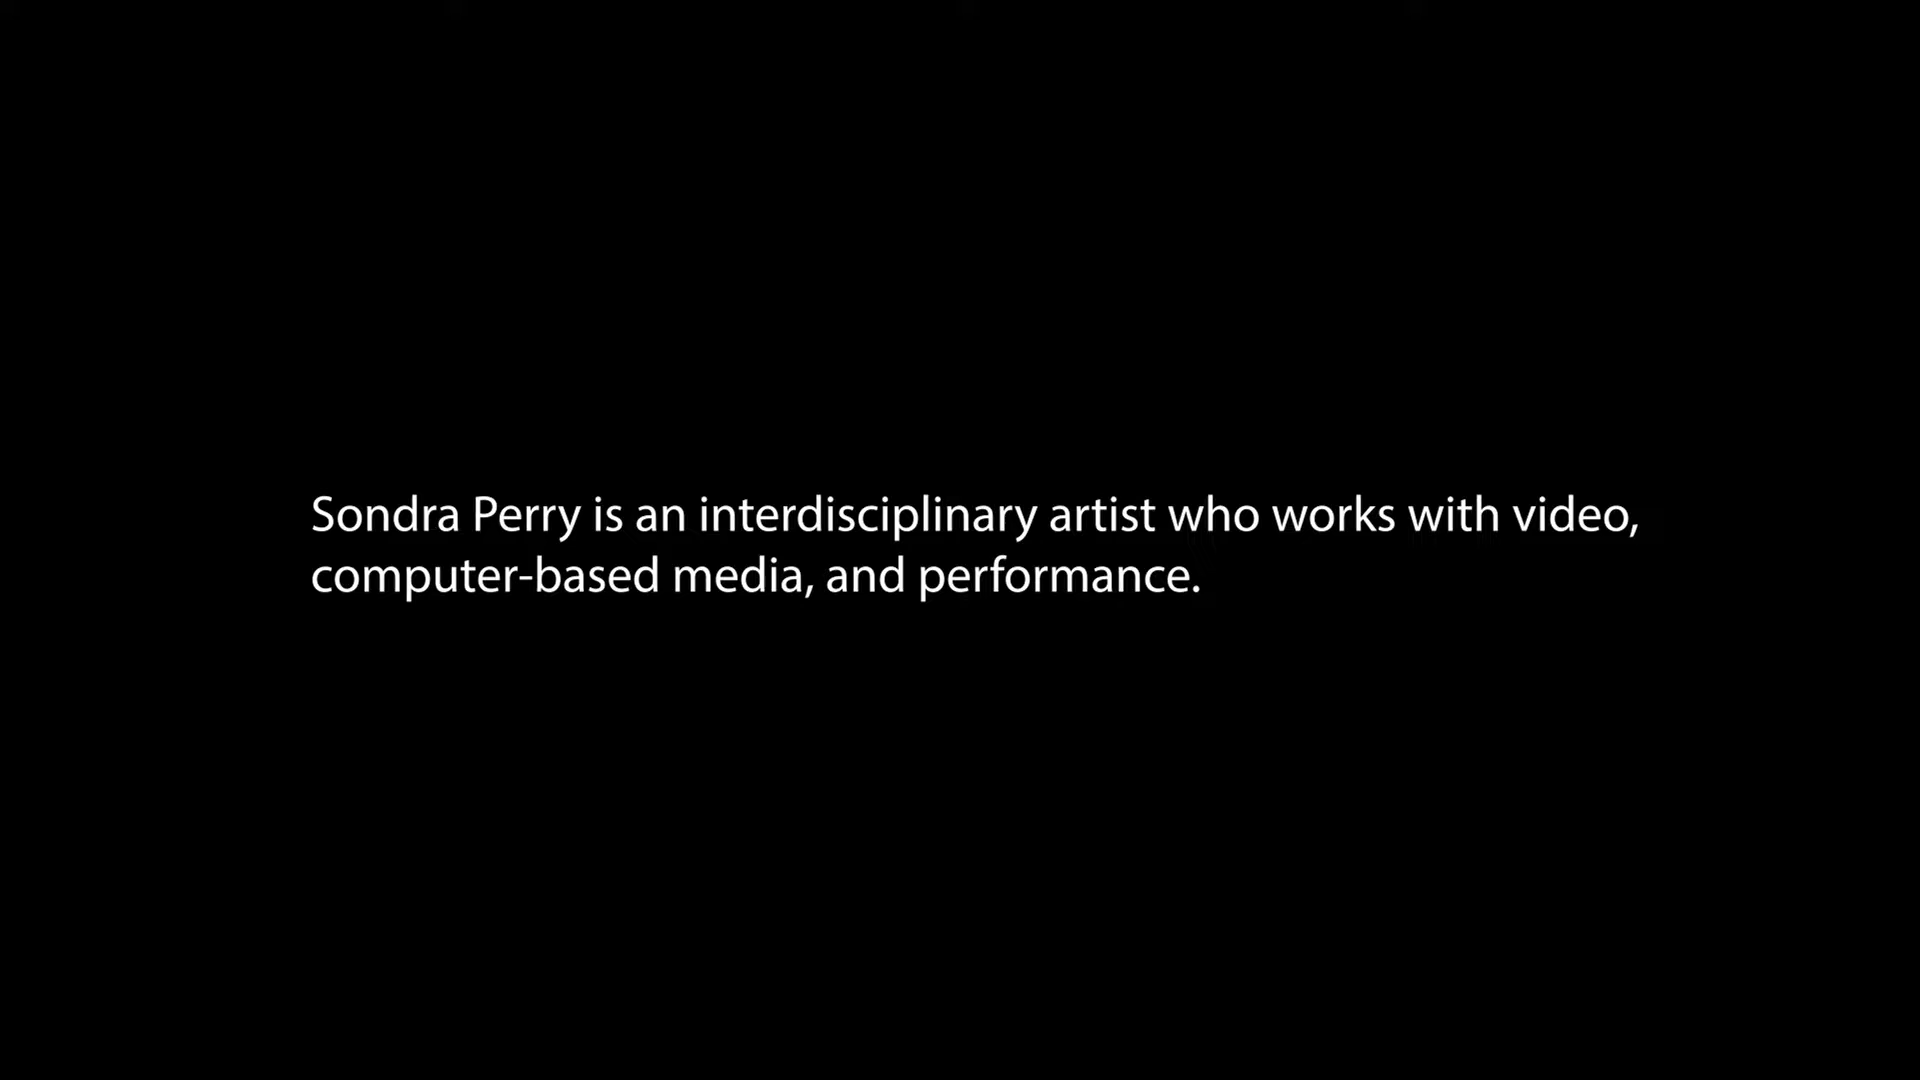 Sondra Perry is an interdisciplinary artist who works with video,
computer-based media, and performance.